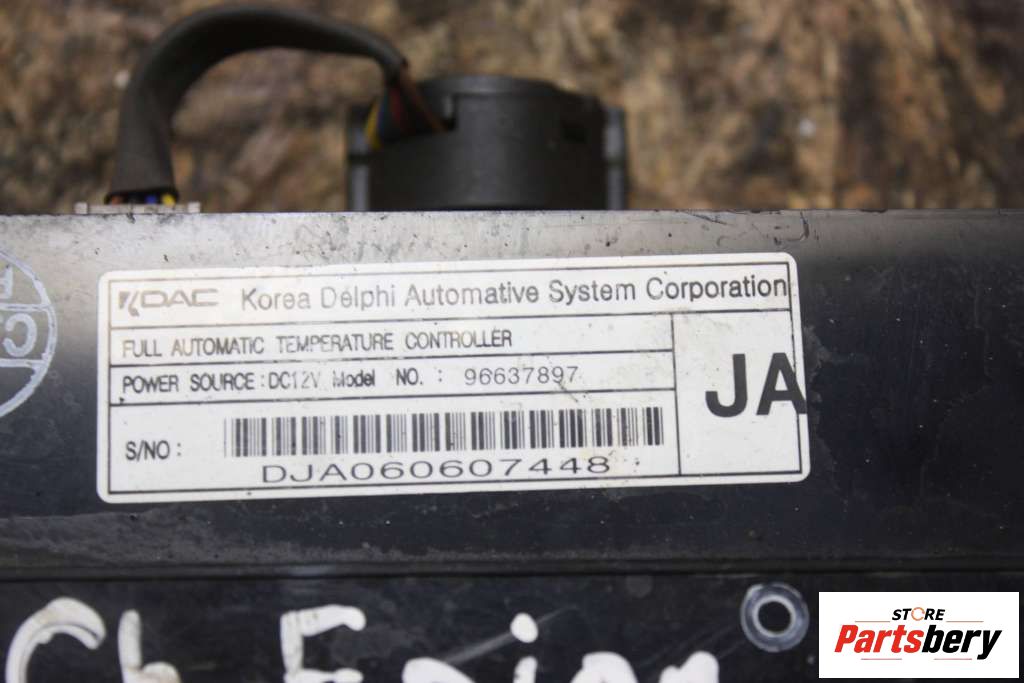 KDAC Korea Delphi Automative System Corporation
FULL AUTOMATIC TEMPERATURE CONTROLLER
POWER SOURCE : DC12V Model NO. : 96637897
JA
S/NO :
DJA060607448
STORE
Partsbery